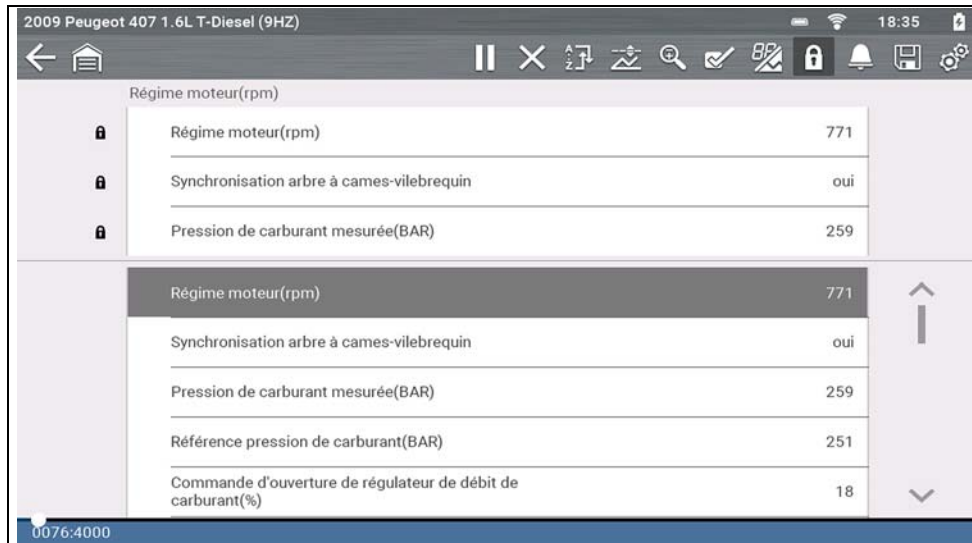 2009 Peugeot 407 1.6L T-Diesel (9HZ)
18:35
Régime moteur(rpm)
Régime moteur(rpm) 771
Synchronisation arbre à cames-vilebrequin oui
Pression de carburant mesurée(BAR) 259
Régime moteur(rpm) 771
Synchronisation arbre à cames-vilebrequin oui
Pression de carburant mesurée(BAR) 259
Référence pression de carburant(BAR) 251
Commande d'ouverture de régulateur de débit de
carburant(%) 18
0076:4000